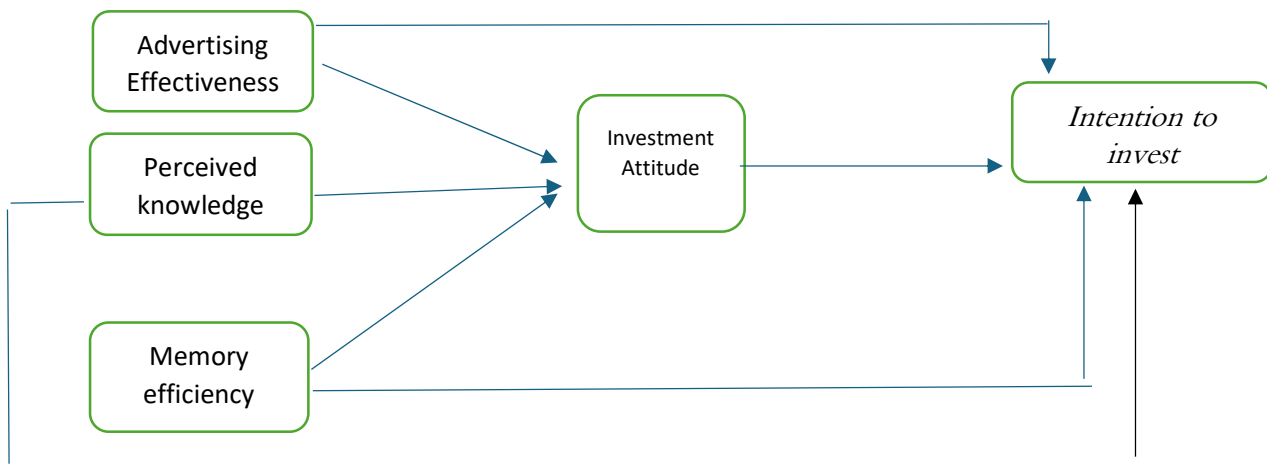 Advertising
Effectiveness
Perceived
knowledge
Memory
efficiency
Investment
Attitude
Intention to
invest